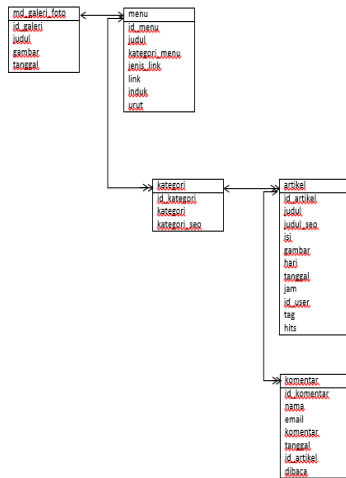 md_galeri_foto
id_galeri
judul
gambar
tanggal
menu
id_menu
judul
kategori_menu
jenis_link
link
induk
urut
kategori
id_kategori
kategori
kategori_seo
artikel
id_artikel
judul
judul_seo
isi
gambar
hari
tanggal
jam
id_user
tag
hits
komentar
id_komentar
nama
email
komentar
tanggal
id_artikel
dibaca